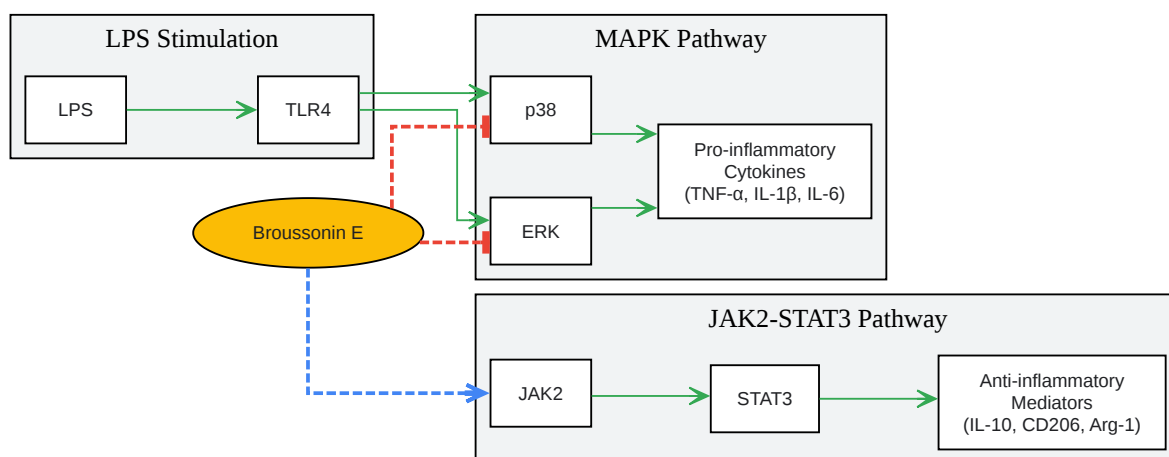 LPS Stimulation
LPS
TLR4
MAPK Pathway
p38
ERK
Pro-inflammatory
Cytokines
(TNF-α, IL-1β, IL-6)
Broussonin E
JAK2-STAT3 Pathway
JAK2
STAT3
Anti-inflammatory
Mediators
(IL-10, CD206, Arg-1)